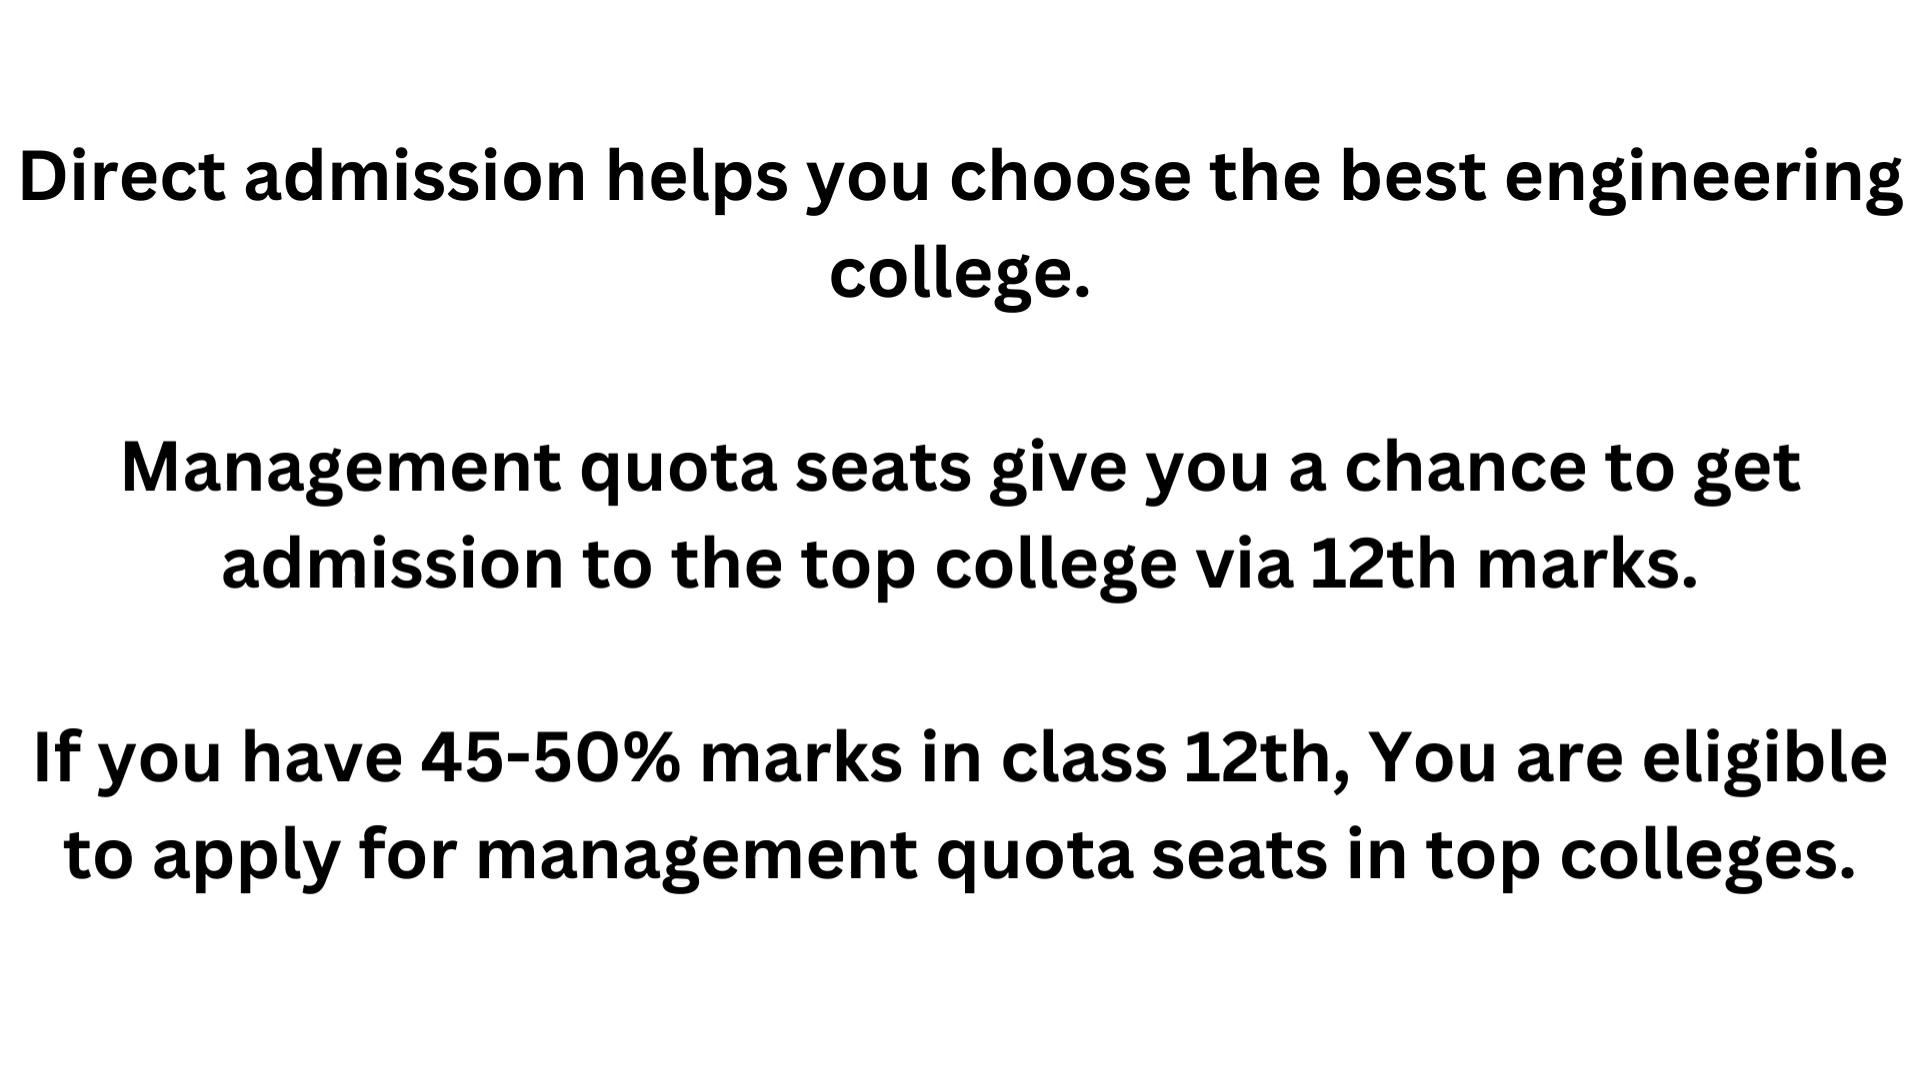 Direct admission helps you choose the best engineering
college.
Management quota seats give you a chance to get
admission to the top college via 12th marks.
If you have 45-50% marks in class 12th, You are eligible
to apply for management quota seats in top colleges.